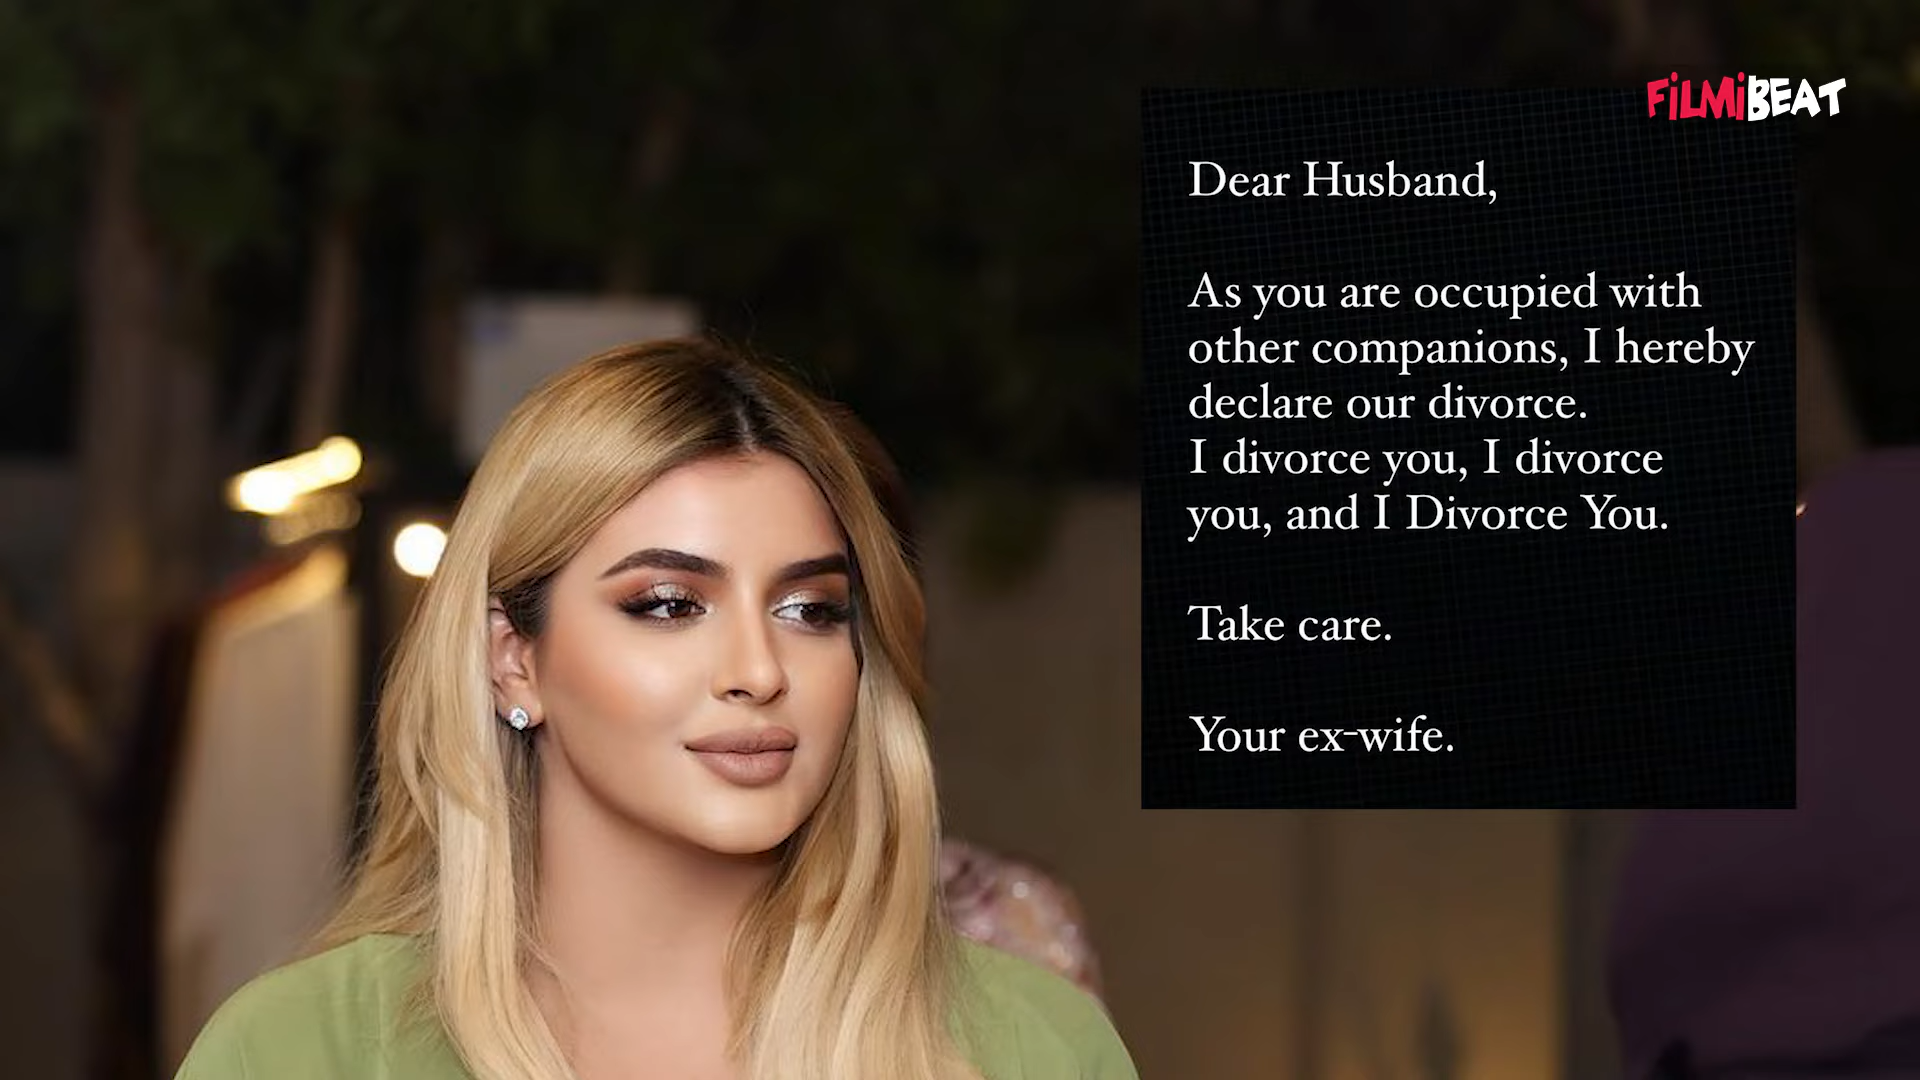 FiLMiBEAT
Dear Husband,
As you are occupied with
other companions, I hereby
declare our divorce.
I divorce you, I divorce
you, and I Divorce You.
Take care.
Your ex-wife.